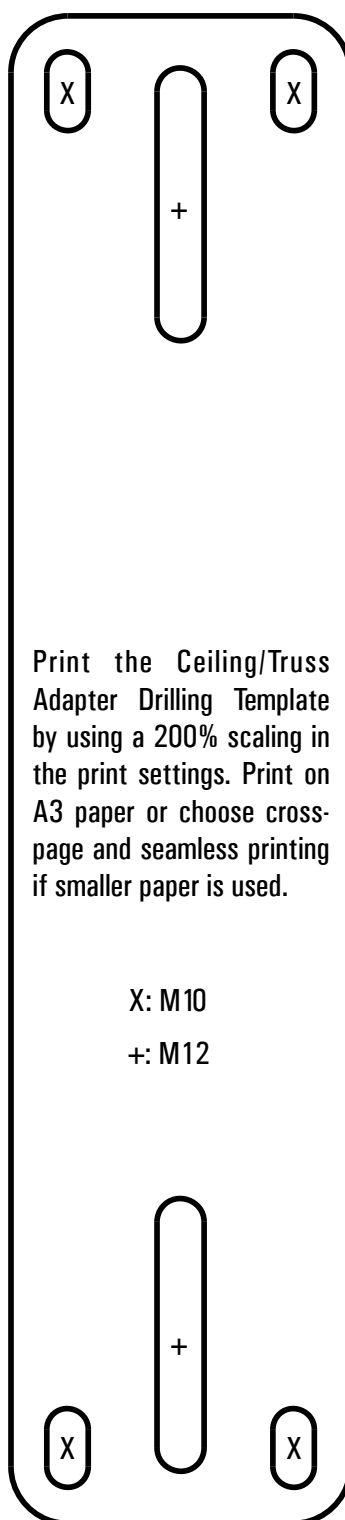 X X
+
Print the Ceiling/Truss
Adapter Drilling Template
by using a 200% scaling in
the print settings. Print on
A3 paper or choose cross-
page and seamless printing
if smaller paper is used.
X: M10
+: M12
+
X X